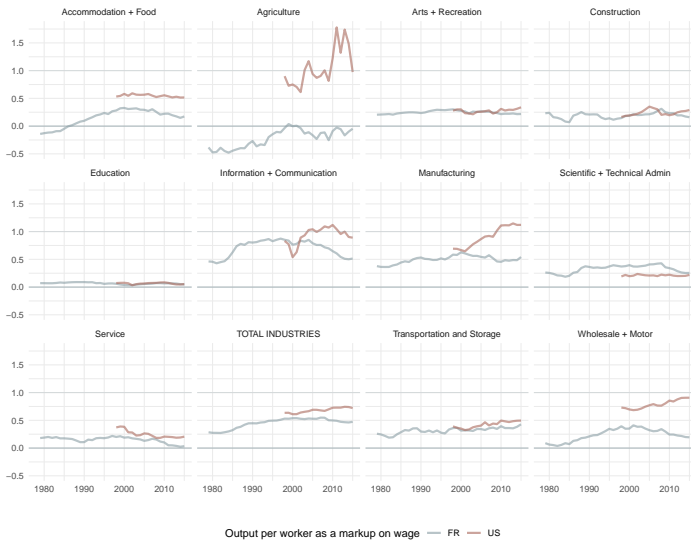 Accommodation + Food
Agriculture
Arts + Recreation
Construction
1.5
1.0
0.5
0.0
−0.5
Education
Information + Communication
Manufacturing
Scientific + Technical Admin
1.5
1.0
0.5
0.0
−0.5
Service
TOTAL INDUSTRIES
Transportation and Storage
Wholesale + Motor
1.5
1.0
0.5
0.0
−0.5
1980 1990 2000 2010 1980 1990 2000 2010 1980 1990 2000 2010 1980 1990 2000 2010
Output per worker as a markup on wage FR US